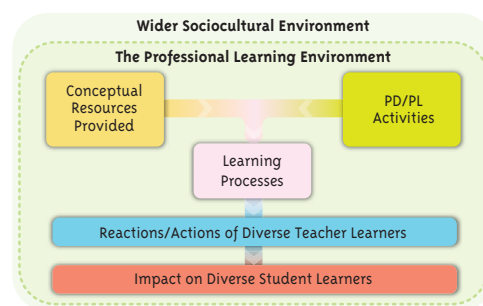 Wider Sociocultural Environment
The Professional Learning Environment
Conceptual
Resources
Provided
PD/PL
Activities
Learning
Processes
Reactions/Actions of Diverse Teacher Learners
Impact on Diverse Student Learners